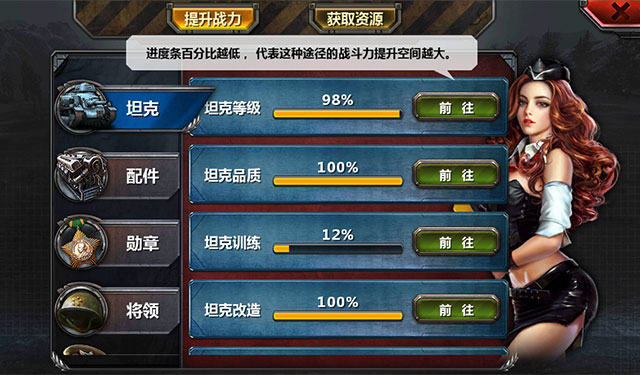 提升战力
获取资源
进度条百分比越低，代表这种途径的战斗力提升空间越大。
坦克
坦克等级
98%
前往
配件
坦克品质
100%
前往
勋章
坦克训练
12%
前往
将领
坦克改造
100%
前往